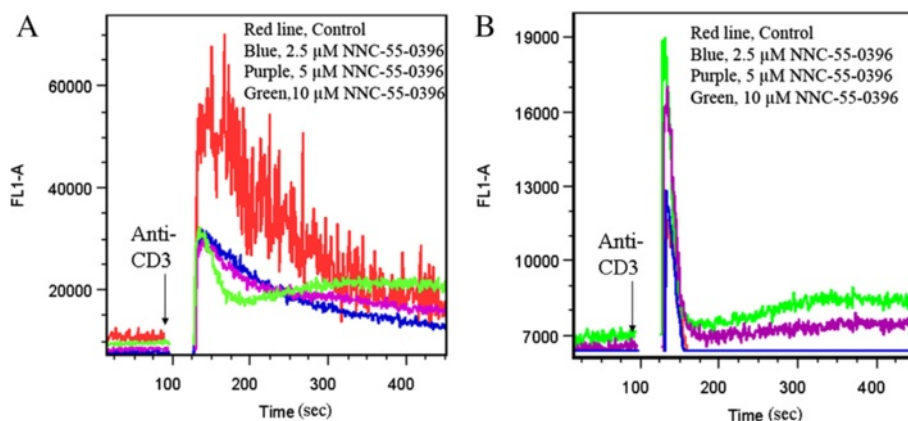 A
Red line, Control
Blue, 2.5 µM NNC-55-0396
Purple, 5 µM NNC-55-0396
Green,10 µM NNC-55-0396
60000
40000
20000
FL1-A
Anti-
CD3
100 200 300 400
Time (sec)
B
Red line, Control
Blue, 2.5 µM NNC-55-0396
Purple, 5 µM NNC-55-0396
Green, 10 µM NNC-55-0396
19000
16000
13000
10000
7000
FL1-A
Anti-
CD3
100 200 300 400
Time (sec)